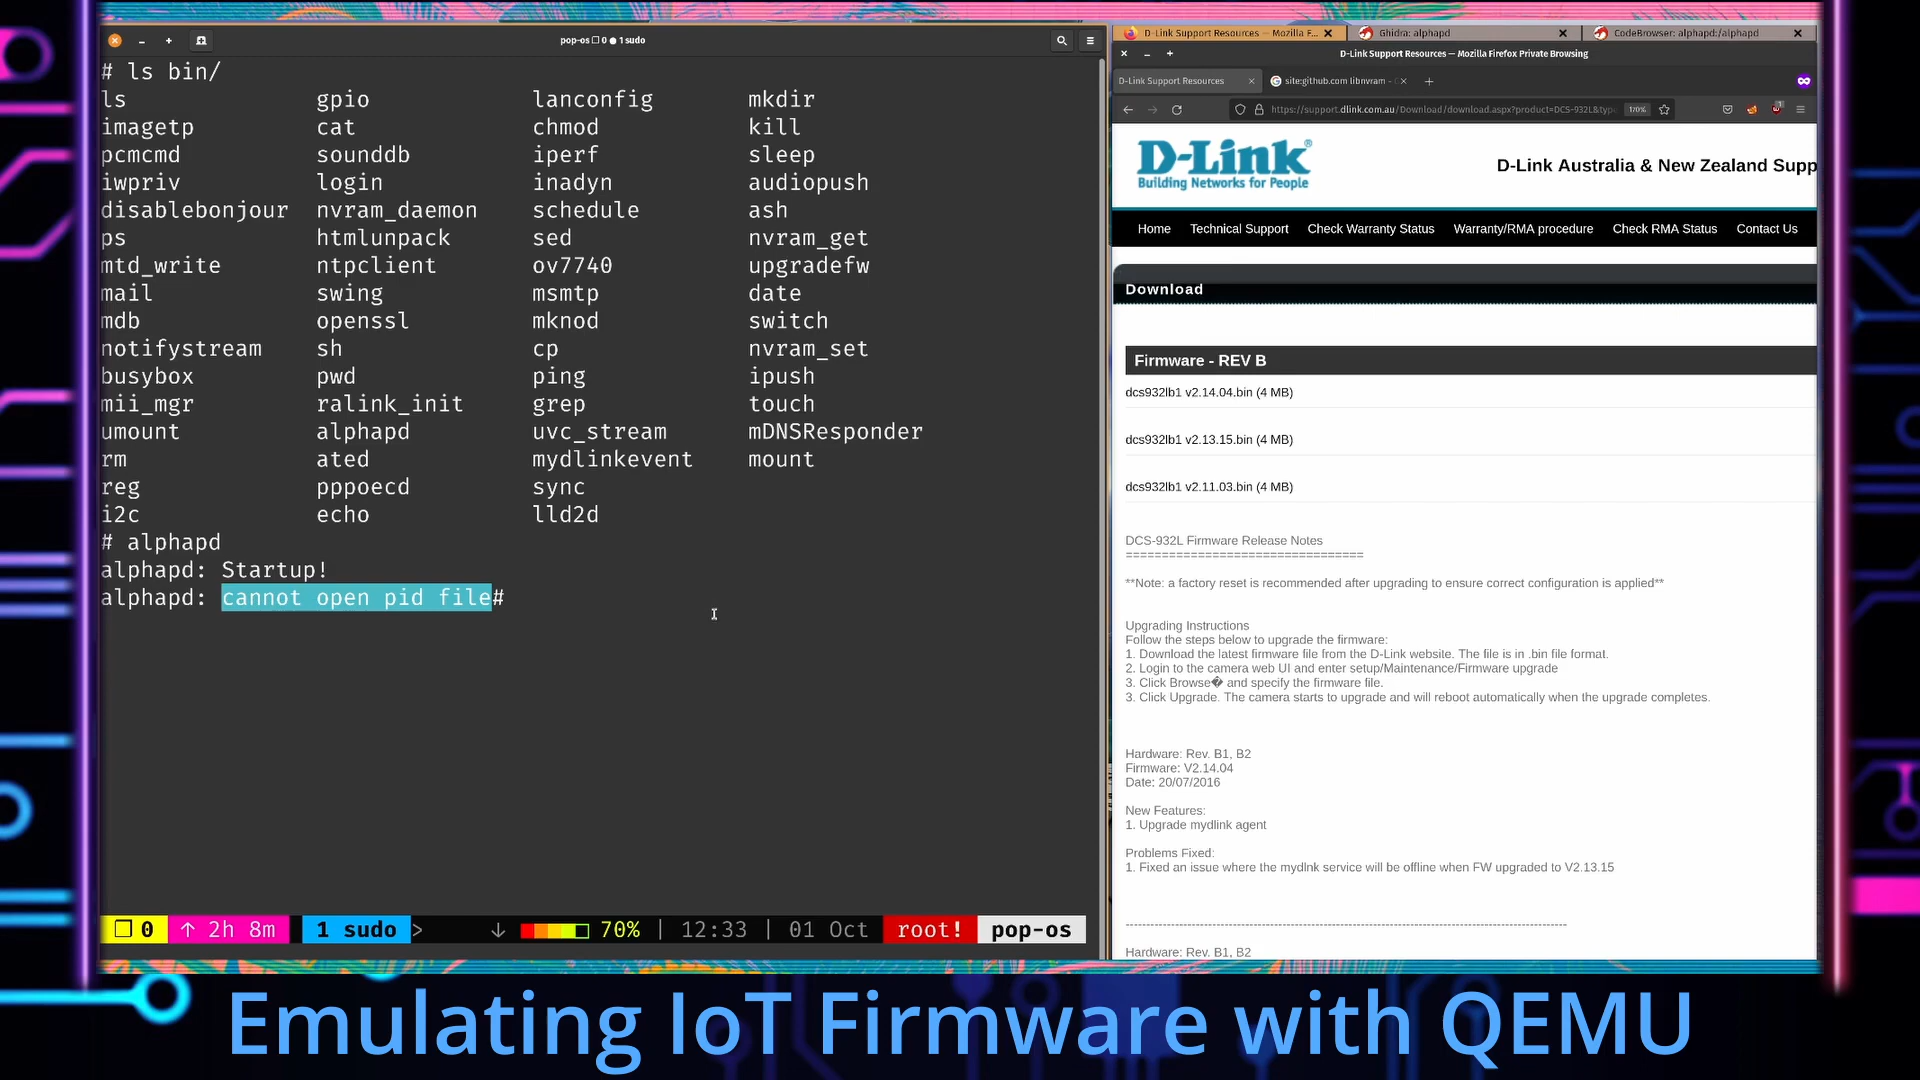 pop-os ❐ 0 ● 1 sudo
# ls bin/
ls gpio lanconfig mkdir
imagetp cat chmod kill
pcmcmd sounddb iperf sleep
iwpriv login inadyn audiopush
disablebonjour nvram_daemon schedule ash
ps htmlunpack sed nvram_get
mtd_write ntpclient ov7740 upgradefw
mail swing msmtp date
mdb openssl mknod switch
notifystream sh cp nvram_set
busybox pwd ping ipush
mii_mgr ralink_init grep touch
umount alphapd uvc_stream mDNSResponder
rm ated mydlinkevent mount
reg pppoecd sync
i2c echo lld2d
# alphapd
alphapd: Startup!
alphapd: cannot open pid file#
❐ 0 ↑ 2h 8m 1 sudo > ↓ 70% | 12:33 | 01 Oct root! pop-os
D-Link Support Resources — Mozilla F... Ghidra: alphapd CodeBrowser: alphapd:/alphapd
D-Link Support Resources — Mozilla Firefox Private Browsing
D-Link Support Resources site:github.com libnvram -
https://support.dlink.com.au/Download/download.aspx?product=DCS-932L&typ 170%
D-Link
Building Networks for People
D-Link Australia & New Zealand Supp
Home Technical Support Check Warranty Status Warranty/RMA procedure Check RMA Status Contact Us
Download
Firmware - REV B
dcs932lb1 v2.14.04.bin (4 MB)
dcs932lb1 v2.13.15.bin (4 MB)
dcs932lb1 v2.11.03.bin (4 MB)
DCS-932L Firmware Release Notes
================================
**Note: a factory reset is recommended after upgrading to ensure correct configuration is applied**
Upgrading Instructions
Follow the steps below to upgrade the firmware:
1. Download the latest firmware file from the D-Link website. The file is in .bin file format.
2. Login to the camera web UI and enter setup/Maintenance/Firmware upgrade
3. Click Browse� and specify the firmware file.
3. Click Upgrade. The camera starts to upgrade and will reboot automatically when the upgrade completes.
Hardware: Rev. B1, B2
Firmware: V2.14.04
Date: 20/07/2016
New Features:
1. Upgrade mydlink agent
Problems Fixed:
1. Fixed an issue where the mydlnk service will be offline when FW upgraded to V2.13.15
--------------------------------------------------------------------------------------------------------------
Hardware: Rev. B1, B2
Emulating IoT Firmware with QEMU